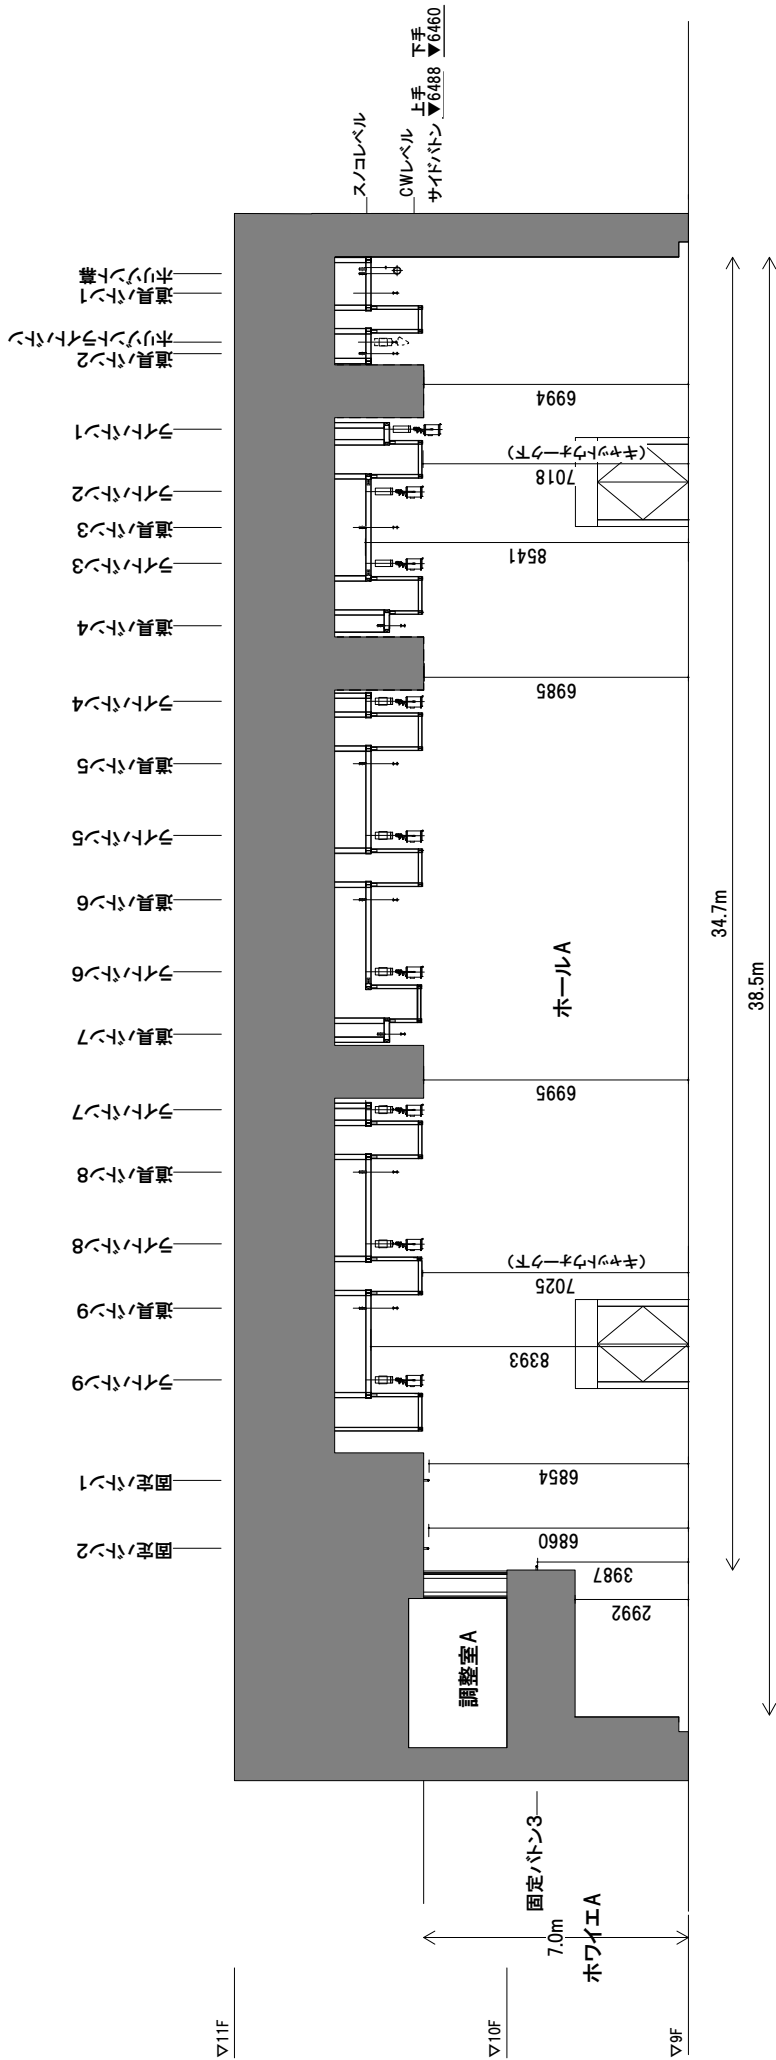 ホリゾント幕
道具バトン1
ホリゾントライトバトン
道具バトン2
ライトバトン1
ライトバトン2
道具バトン3
ライトバトン3
道具バトン4
ライトバトン4
道具バトン5
ライトバトン5
道具バトン6
ライトバトン6
道具バトン7
ライトバトン7
道具バトン8
ライトバトン8
道具バトン9
ライトバトン9
固定バトン1
固定バトン2
スノコレベル
CWレベル
サイドバトン
上手
▼6488
下手
▼6460
6994
(キャットウォーク下)
7018
8541
6985
ホールA
6995
(キャットウォーク下)
7025
8393
6854
6860
3987
2992
調整室A
34.7m
38.5m
固定バトン3
7.0m
ホワイエA
▽11F
▽10F
▽9F